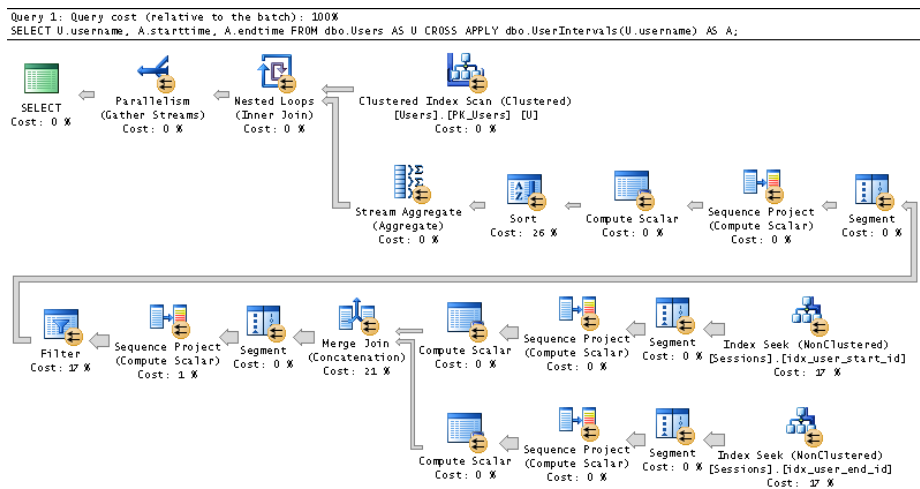 Query 1: Query cost (relative to the batch): 100%
SELECT U.username, A.starttime, A.endtime FROM dbo.Users AS U CROSS APPLY dbo.UserIntervals(U.username) AS A;
SELECT
Cost: 0 %
Parallelism
(Gather Streams)
Cost: 0 %
Nested Loops
(Inner Join)
Cost: 0 %
Clustered Index Scan (Clustered)
[Users].[PK_Users] [U]
Cost: 0 %
Stream Aggregate
(Aggregate)
Cost: 0 %
Sort
Cost: 26 %
Compute Scalar
Cost: 0 %
Sequence Project
(Compute Scalar)
Cost: 0 %
Segment
Cost: 0 %
Filter
Cost: 17 %
Sequence Project
(Compute Scalar)
Cost: 1 %
Segment
Cost: 0 %
Merge Join
(Concatenation)
Cost: 21 %
Compute Scalar
Cost: 0 %
Sequence Project
(Compute Scalar)
Cost: 0 %
Segment
Cost: 0 %
Index Seek (NonClustered)
[Sessions].[idx_user_start_id]
Cost: 17 %
Compute Scalar
Cost: 0 %
Sequence Project
(Compute Scalar)
Cost: 0 %
Segment
Cost: 0 %
Index Seek (NonClustered)
[Sessions].[idx_user_end_id]
Cost: 17 %